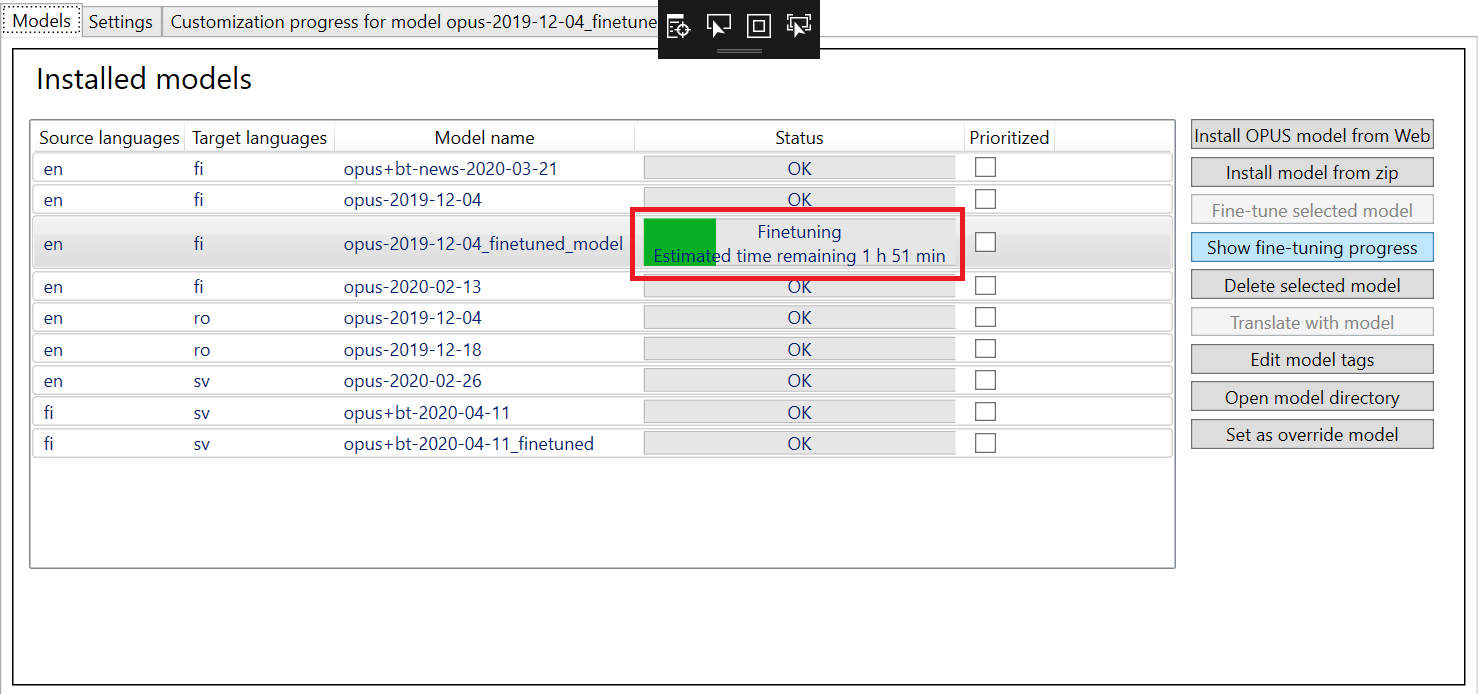 Models Settings Customization progress for model opus-2019-12-04_finetune
Installed models
Source languages Target languages Model name Status Prioritized
en fi opus+bt-news-2020-03-21 OK
en fi opus-2019-12-04 OK
en fi opus-2019-12-04_finetuned_model Finetuning
Estimated time remaining 1 h 51 min
en fi opus-2020-02-13 OK
en ro opus-2019-12-04 OK
en ro opus-2019-12-18 OK
en sv opus-2020-02-26 OK
fi sv opus+bt-2020-04-11 OK
fi sv opus+bt-2020-04-11_finetuned OK
Install OPUS model from Web
Install model from zip
Fine-tune selected model
Show fine-tuning progress
Delete selected model
Translate with model
Edit model tags
Open model directory
Set as override model